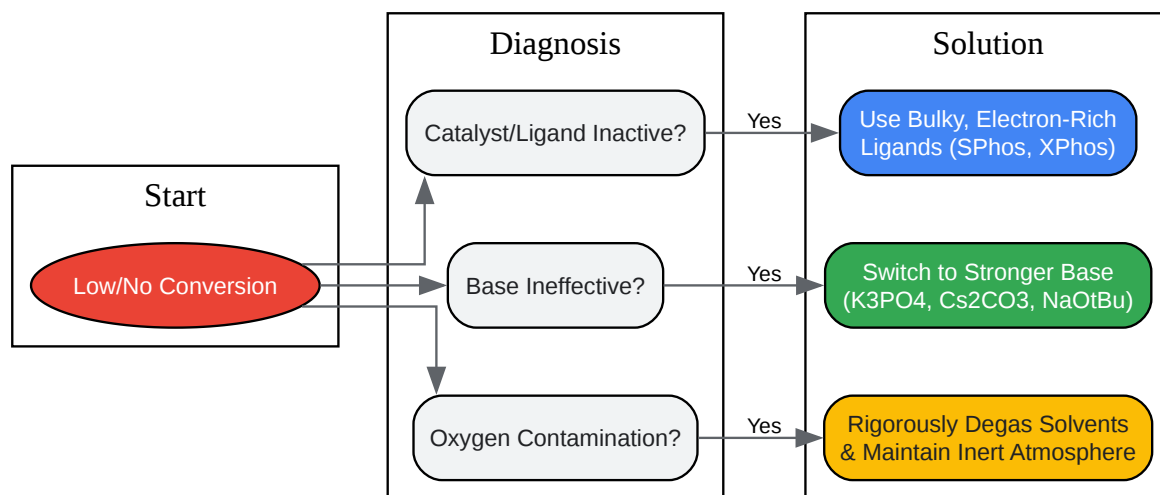 Start
Low/No Conversion
Diagnosis
Catalyst/Ligand Inactive?
Base Ineffective?
Oxygen Contamination?
Yes
Yes
Yes
Solution
Use Bulky, Electron-Rich
Ligands (SPhos, XPhos)
Switch to Stronger Base
(K3PO4, Cs2CO3, NaOtBu)
Rigorously Degas Solvents
& Maintain Inert Atmosphere